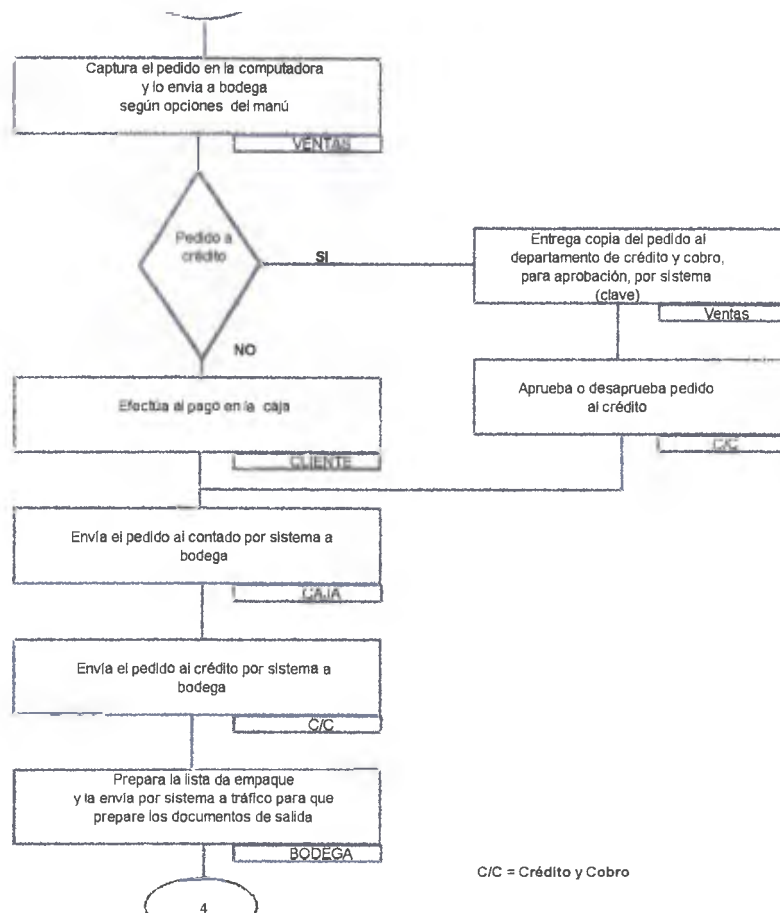 Captura el pedido en la computadora
y lo envía a bodega
según opciones del manú
VENTAS
Pedido a
crédito
SI
NO
Entrega copia del pedido al
departamento de crédito y cobro,
para aprobación, por sistema
(clave)
Ventas
Aprueba o desaprueba pedido
al crédito
C/C
Efectúa al pago en la caja
CLIENTE
Envía el pedido al contado por sistema a
bodega
CAJA
Envía el pedido al crédito por sistema a
bodega
C/C
Prepara la lista da empaque
y la envía por sistema a tráfico para que
prepare los documentos de salida
BODEGA
C/C = Crédito y Cobro
4